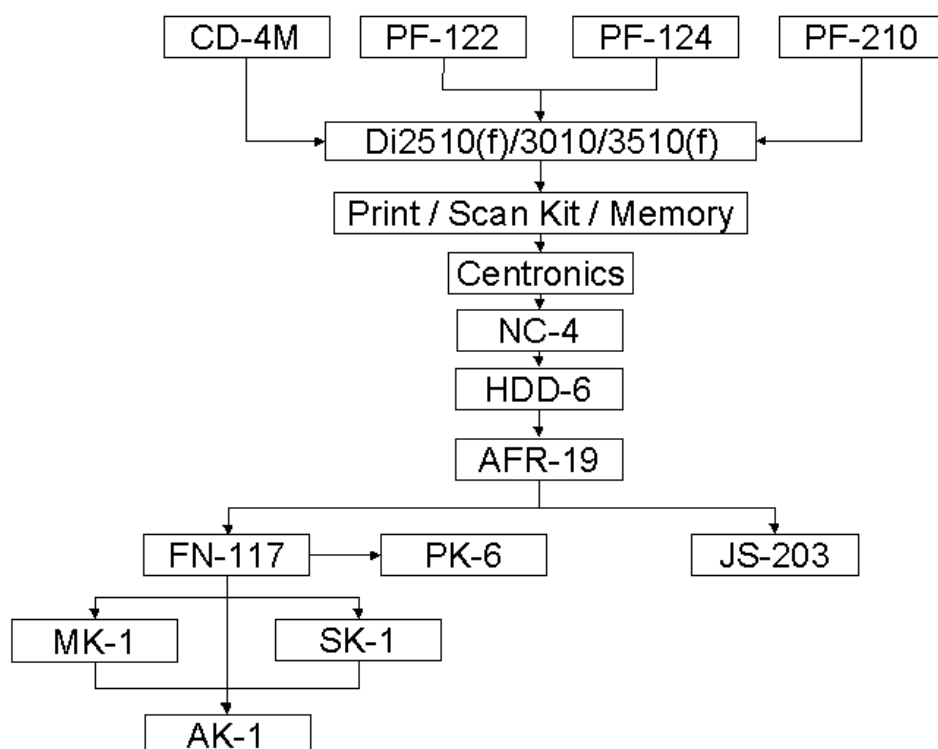 CD-4M
PF-122
PF-124
PF-210
Di2510(f)/3010/3510(f)
Print / Scan Kit / Memory
Centronics
NC-4
HDD-6
AFR-19
FN-117
PK-6
JS-203
MK-1
SK-1
AK-1